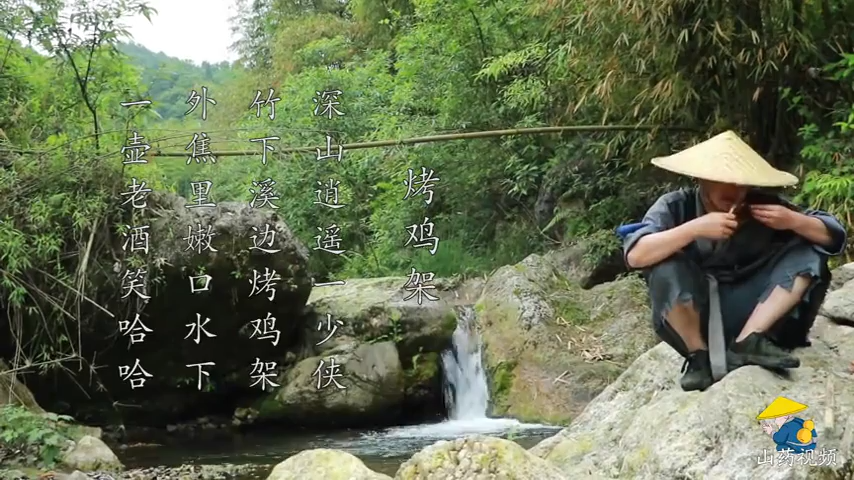 烤鸡架
深山逍遥一少侠
竹下溪边烤鸡架
外焦里嫩口水下
一壶老酒笑哈哈
山药视频